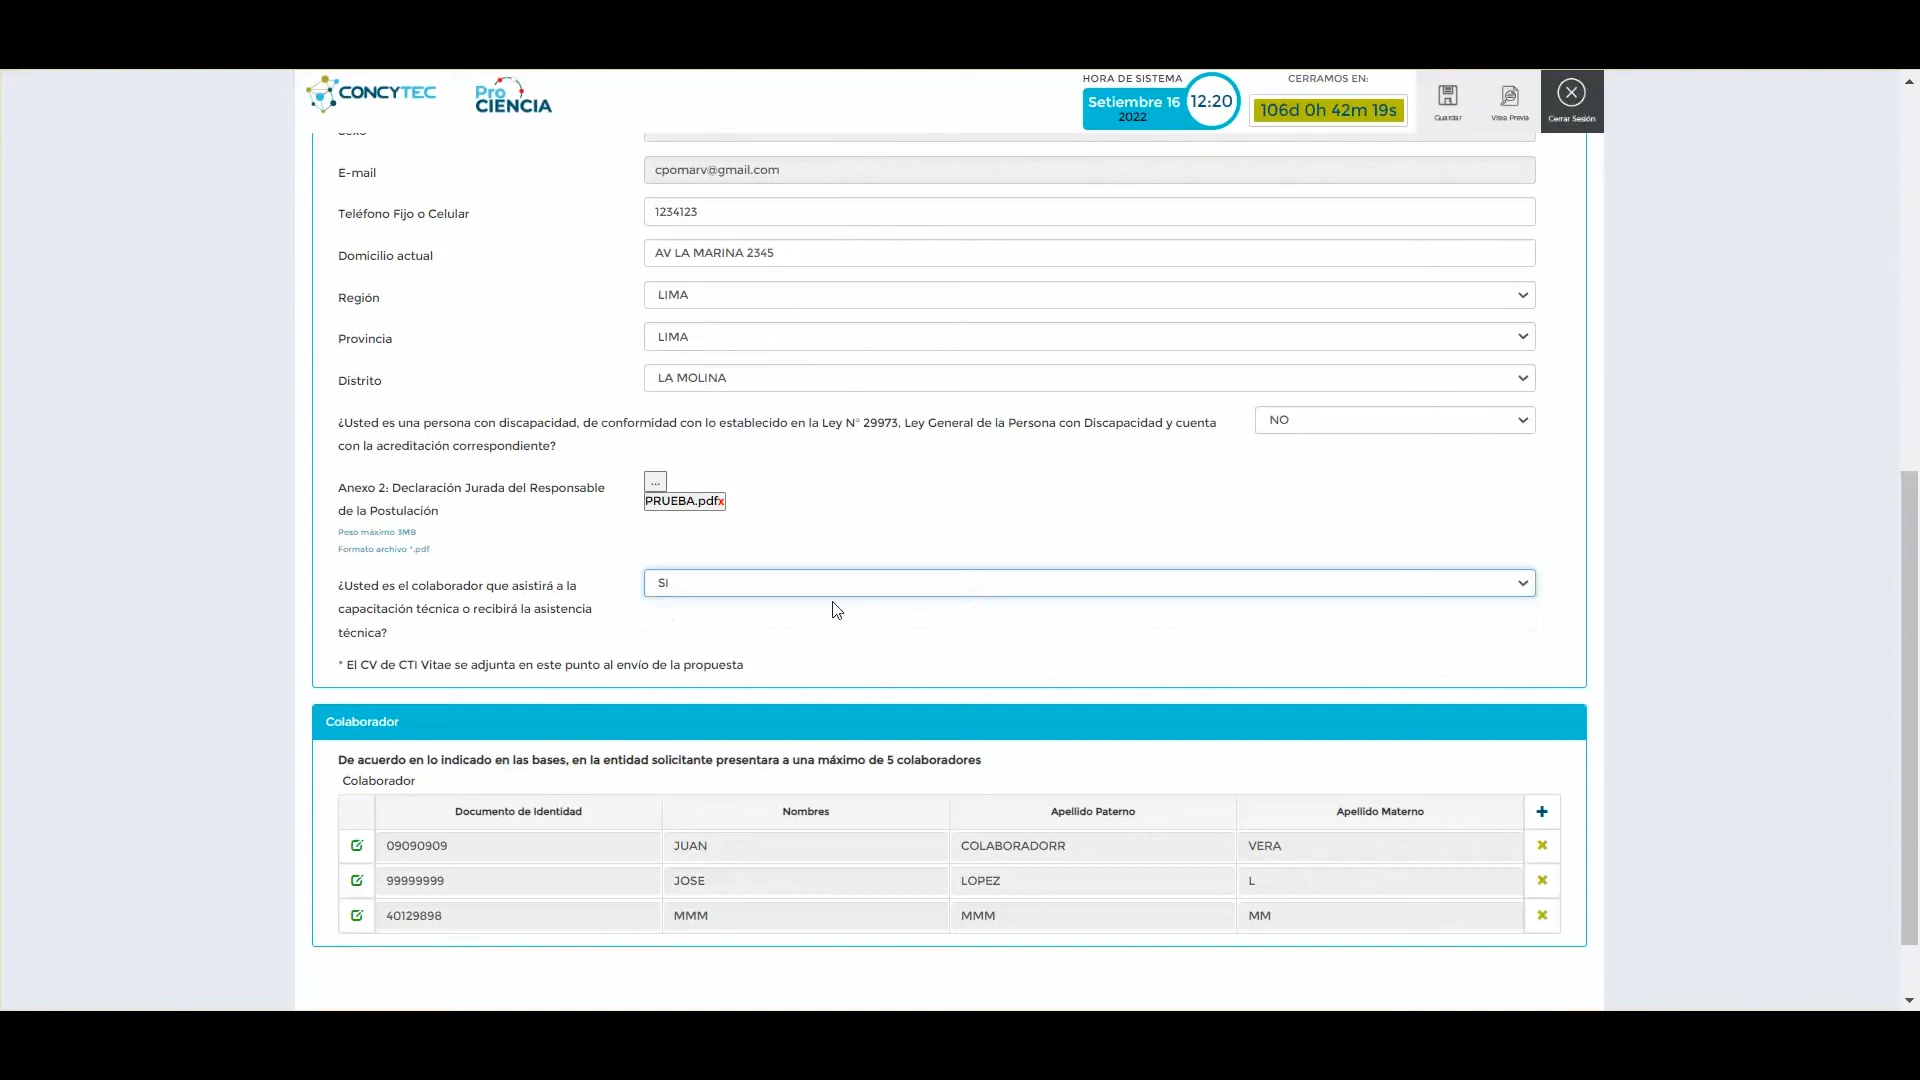 CONCYTEC
Pro
CIENCIA
HORA DE SISTEMA
Setiembre 16
2022
12:20
CERRAMOS EN:
106d 0h 42m 19s
Guardar
Vista Previa
Cerrar Sesión
E-mail
cpomarv@gmail.com
Teléfono Fijo o Celular
1234123
Domicilio actual
AV LA MARINA 2345
Región
LIMA
Provincia
LIMA
Distrito
LA MOLINA
¿Usted es una persona con discapacidad, de conformidad con lo establecido en la Ley N° 29973, Ley General de la Persona con Discapacidad y cuenta
con la acreditación correspondiente?
NO
Anexo 2: Declaración Jurada del Responsable
de la Postulación
...
PRUEBA.pdfx
Peso máximo 3MB
Formato archivo *.pdf
¿Usted es el colaborador que asistirá a la
capacitación técnica o recibirá la asistencia
técnica?
SI
* El CV de CTI Vitae se adjunta en este punto al envío de la propuesta
Colaborador
De acuerdo en lo indicado en las bases, en la entidad solicitante presentara a una máximo de 5 colaboradores
Colaborador
Documento de Identidad Nombres Apellido Paterno Apellido Materno
09090909 JUAN COLABORADORR VERA
99999999 JOSE LOPEZ L
40129898 MMM MMM MM